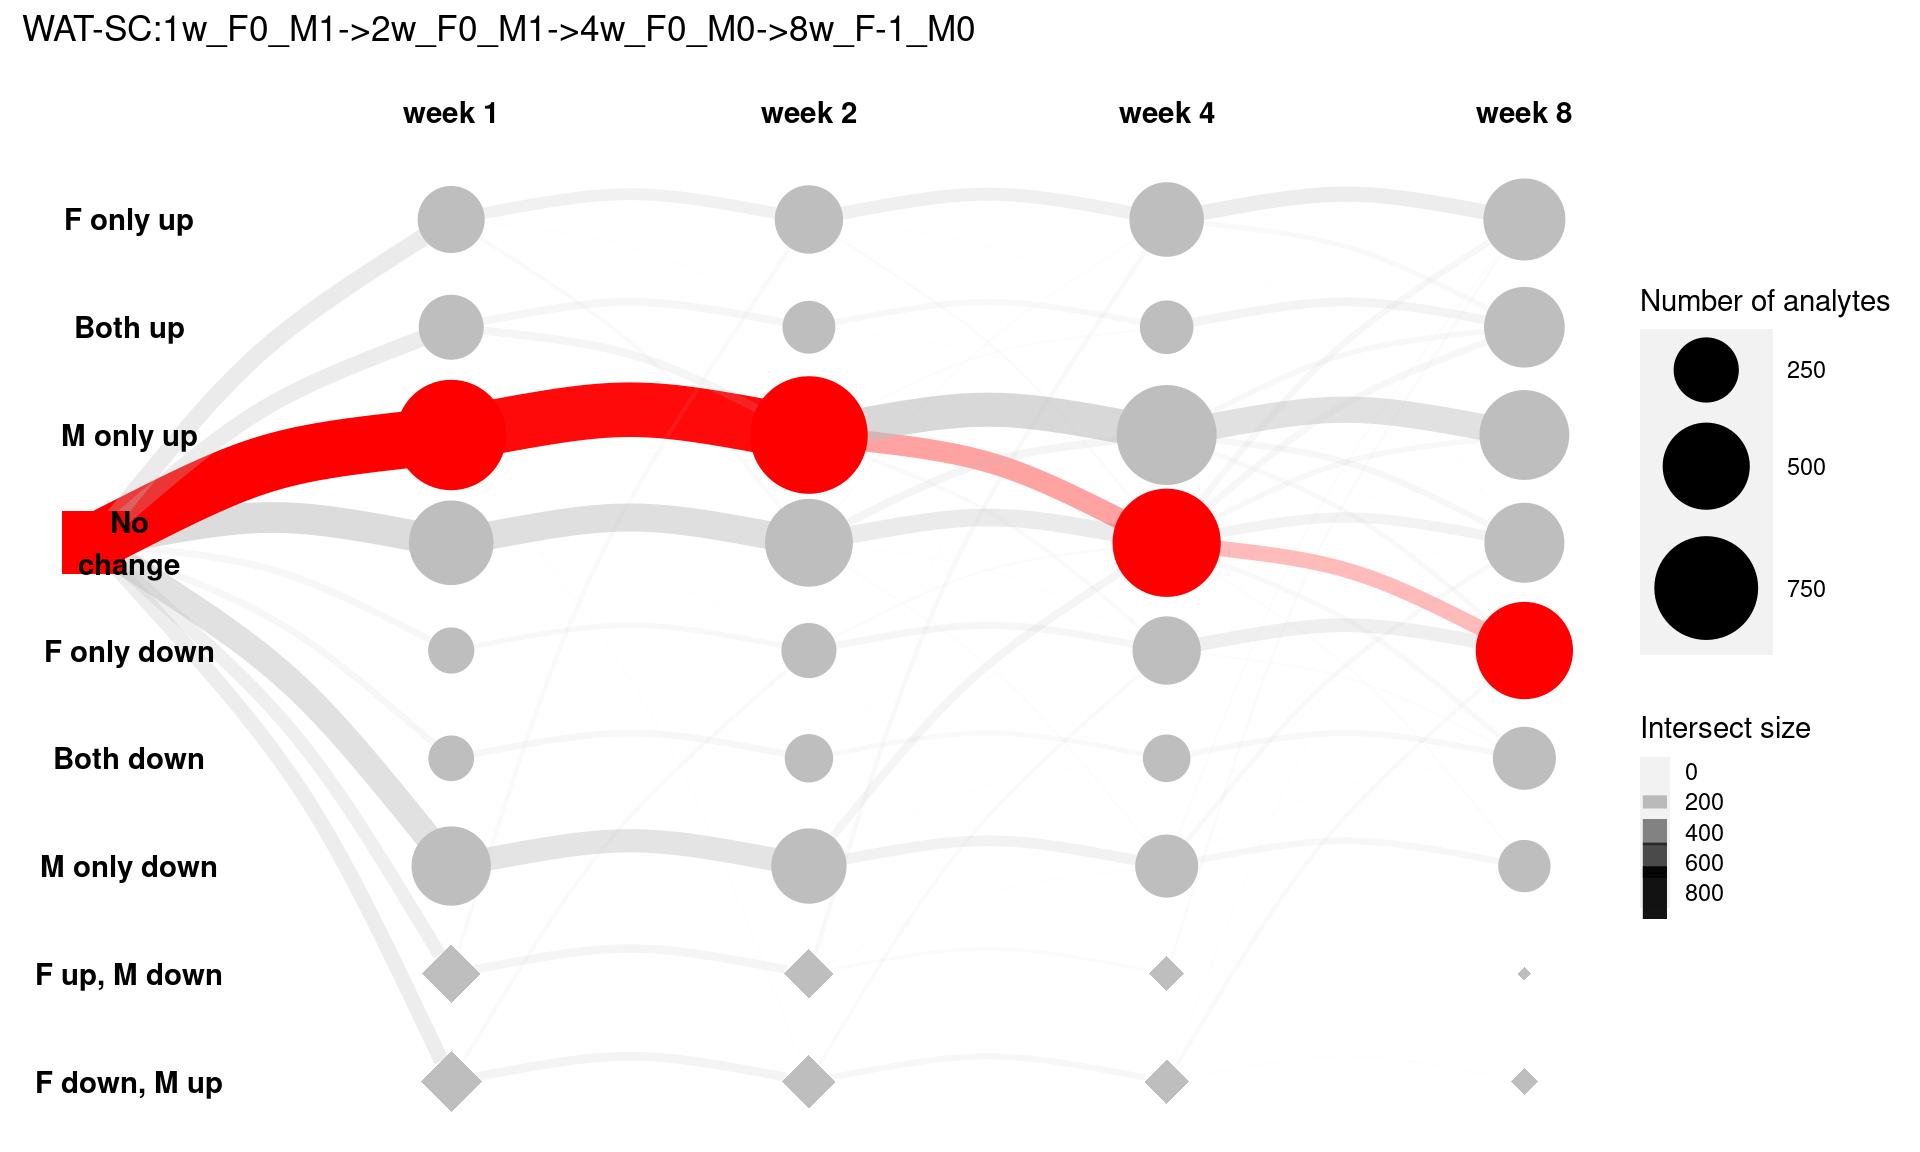 WAT-SC:1w_F0_M1->2w_F0_M1->4w_F0_M0->8w_F-1_M0
week 1
week 2
week 4
week 8
F only up
Both up
M only up
No
change
F only down
Both down
M only down
F up, M down
F down, M up
Number of analytes
250
500
750
Intersect size
0
200
400
600
800